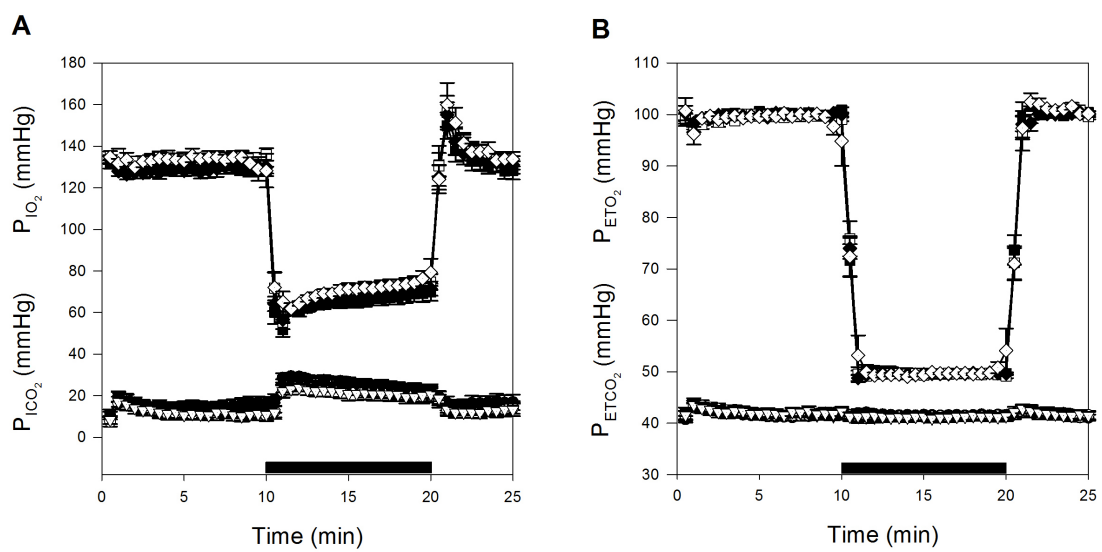 A
B
180
160
140
120
100
80
60
40
20
0
P_IO2 (mmHg)
P_ICO2 (mmHg)
0 5 10 15 20 25
Time (min)
110
100
90
80
70
60
50
40
30
P_ETO2 (mmHg)
P_ETCO2 (mmHg)
0 5 10 15 20 25
Time (min)